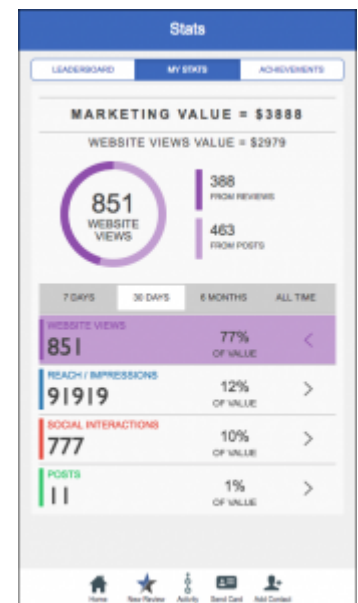 Stats
LEADERBOARD MY STATS ACHIEVEMENTS
MARKETING VALUE = $3888
WEBSITE VIEWS VALUE = $2979
851
WEBSITE
VIEWS
388
FROM REVIEWS
463
FROM POSTS
7 DAYS 30 DAYS 6 MONTHS ALL TIME
WEBSITE VIEWS
851
77%
OF VALUE
REACH / IMPRESSIONS
91919
12%
OF VALUE
SOCIAL INTERACTIONS
777
10%
OF VALUE
POSTS
11
1%
OF VALUE
Home New Review Activity Send Card Add Contact